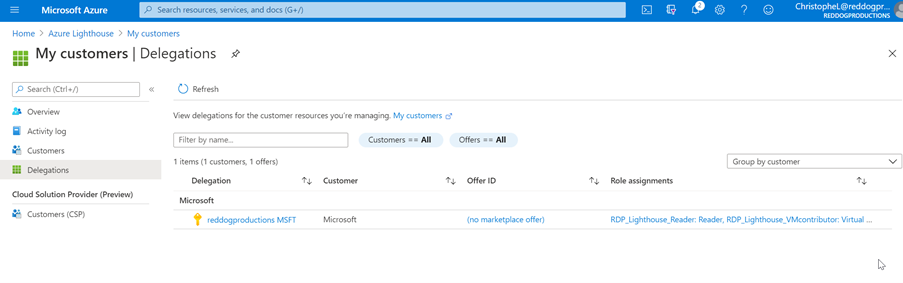 Microsoft Azure
Search resources, services, and docs (G+/)
2
ChristopheL@reddogpr...
REDDOGPRODUCTIONS
Home > Azure Lighthouse > My customers
My customers | Delegations
Search (Ctrl+/)
«
Refresh
Overview
Activity log
Customers
Delegations
Cloud Solution Provider (Preview)
Customers (CSP)
View delegations for the customer resources you're managing. My customers
Filter by name...
Customers == All
Offers == All
1 items (1 customers, 1 offers)
Group by customer
Delegation
Customer
Offer ID
Role assignments
Microsoft
reddogproductions MSFT
Microsoft
(no marketplace offer)
RDP_Lighthouse_Reader: Reader, RDP_Lighthouse_VMcontributor: Virtual ...